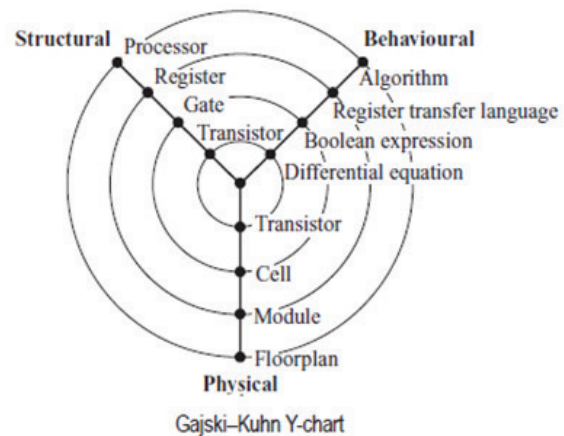 Structural
Behavioural
Processor
Algorithm
Register
Register transfer language
Gate
Boolean expression
Transistor
Differential equation
Transistor
Cell
Module
Floorplan
Physical
Gajski–Kuhn Y-chart